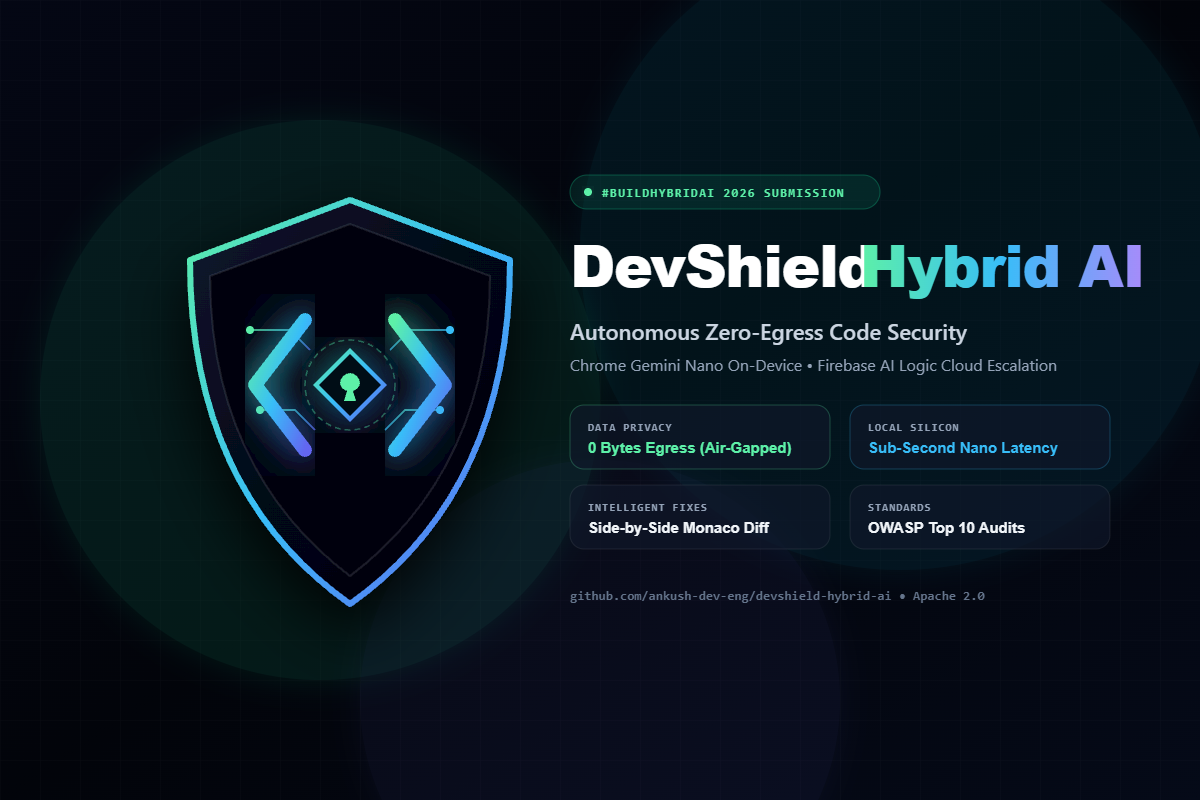 #BUILDHYBRIDAI 2026 SUBMISSION
DevShield Hybrid AI
Autonomous Zero-Egress Code Security
Chrome Gemini Nano On-Device • Firebase AI Logic Cloud Escalation
DATA PRIVACY
0 Bytes Egress (Air-Gapped)
LOCAL SILICON
Sub-Second Nano Latency
INTELLIGENT FIXES
Side-by-Side Monaco Diff
STANDARDS
OWASP Top 10 Audits
github.com/ankush-dev-eng/devshield-hybrid-ai • Apache 2.0